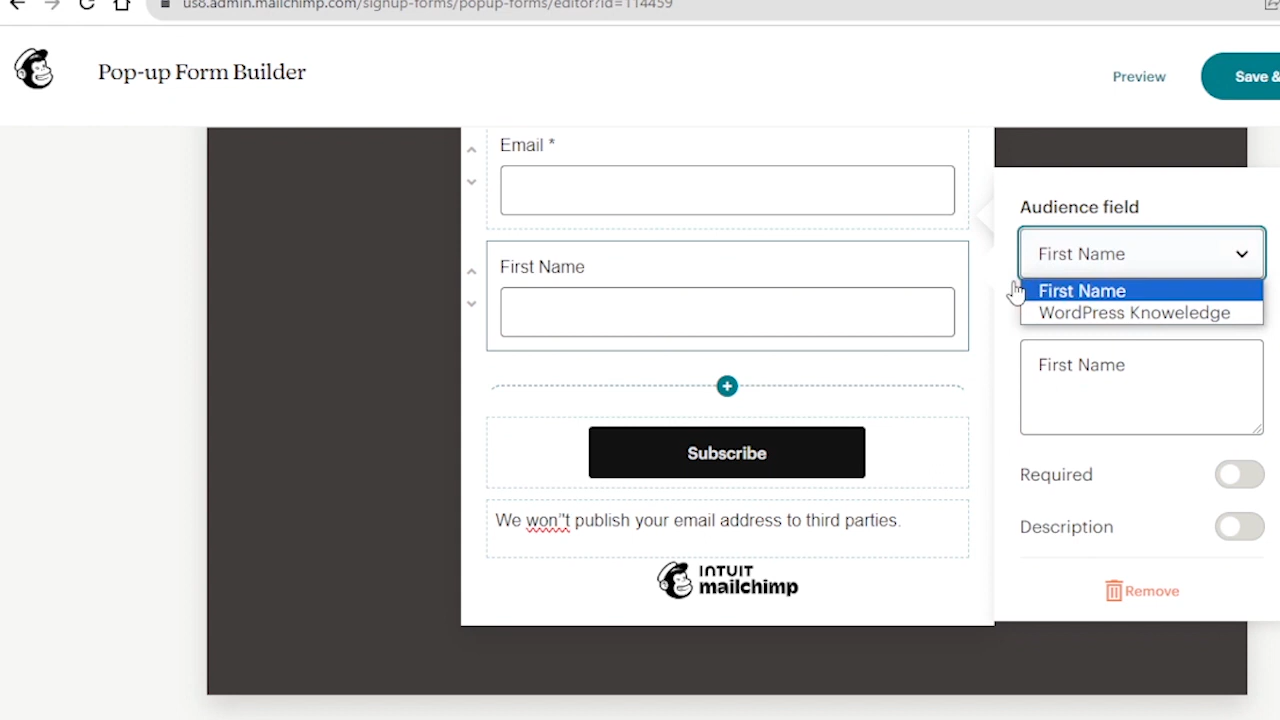 us8.admin.mailchimp.com/signup-forms/popup-forms/editor?id=114459
Pop-up Form Builder
Preview
Save &
Email *
First Name
Subscribe
We won"t publish your email address to third parties.
INTUIT
mailchimp
Audience field
First Name
First Name
WordPress Knoweledge
First Name
Required
Description
Remove